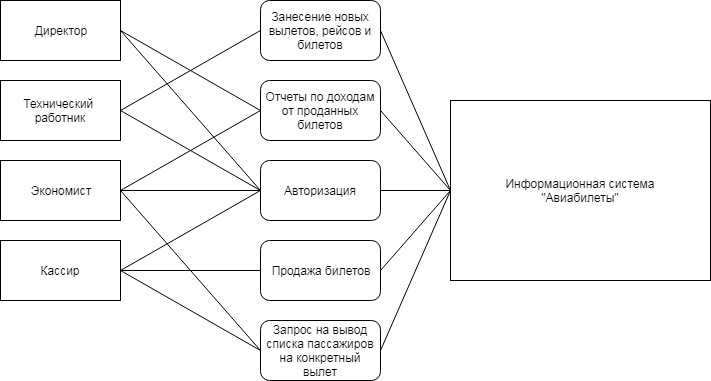 Директор
Технический
работник
Экономист
Кассир
Занесение новых
вылетов, рейсов и
билетов
Отчеты по доходам
от проданных
билетов
Авторизация
Продажа билетов
Запрос на вывод
списка пассажиров
на конкретный
вылет
Информационная система
"Авиабилеты"